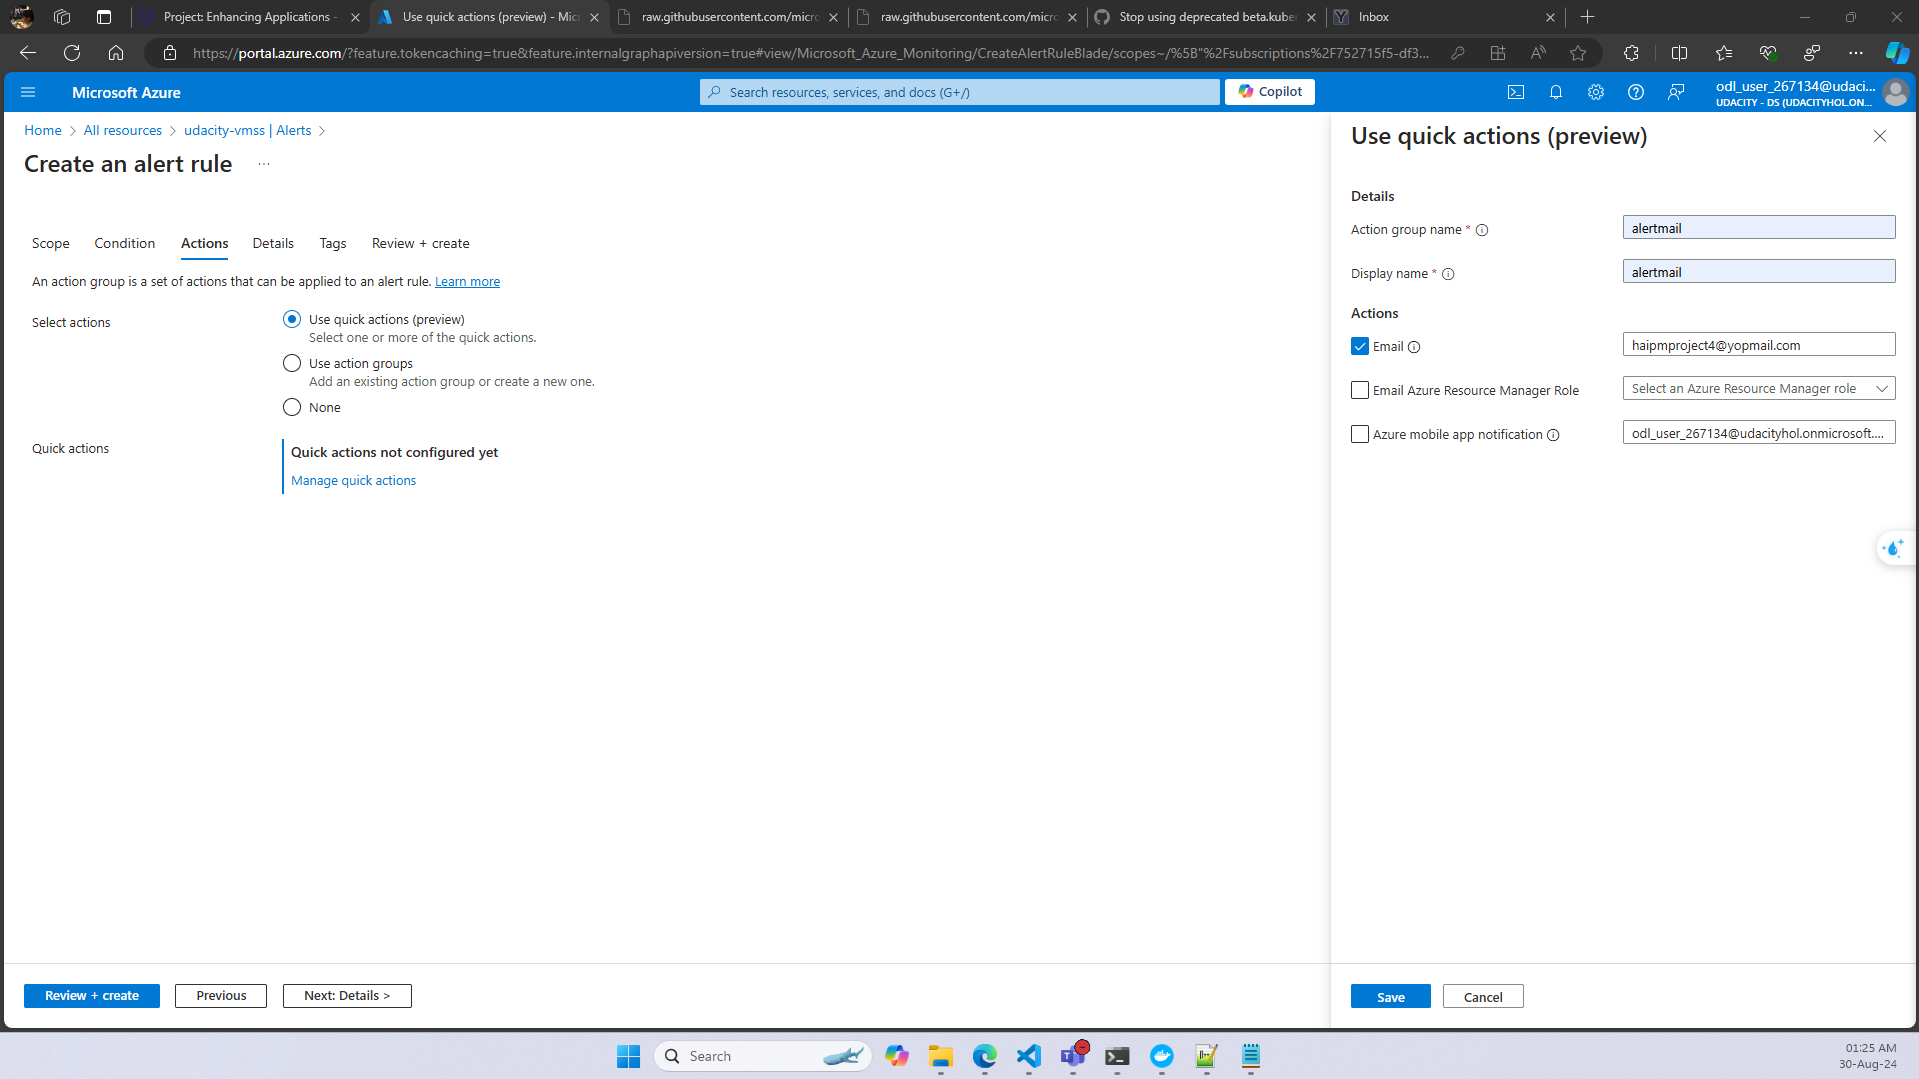 Project: Enhancing Applications -
Use quick actions (preview) - Mic
raw.githubusercontent.com/micro
raw.githubusercontent.com/micro
Stop using deprecated beta.kuber
Inbox
https://portal.azure.com/?feature.tokencaching=true&feature.internalgraphapiversion=true#view/Microsoft_Azure_Monitoring/CreateAlertRuleBlade/scopes~/%5B"%2Fsubscriptions%2F752715f5-df3...
Microsoft Azure
Search resources, services, and docs (G+/)
Copilot
odl_user_267134@udaci...
UDACITY - DS (UDACITYHOL.ON...
Home > All resources > udacity-vmss | Alerts >
Create an alert rule ...
Scope Condition Actions Details Tags Review + create
An action group is a set of actions that can be applied to an alert rule. Learn more
Select actions
Use quick actions (preview)
Select one or more of the quick actions.
Use action groups
Add an existing action group or create a new one.
None
Quick actions
Quick actions not configured yet
Manage quick actions
Review + create
Previous
Next: Details >
Use quick actions (preview)
Details
Action group name *
alertmail
Display name *
alertmail
Actions
Email
haipmproject4@yopmail.com
Email Azure Resource Manager Role
Select an Azure Resource Manager role
Azure mobile app notification
odl_user_267134@udacityhol.onmicrosoft....
Save
Cancel
Search
01:25 AM
30-Aug-24